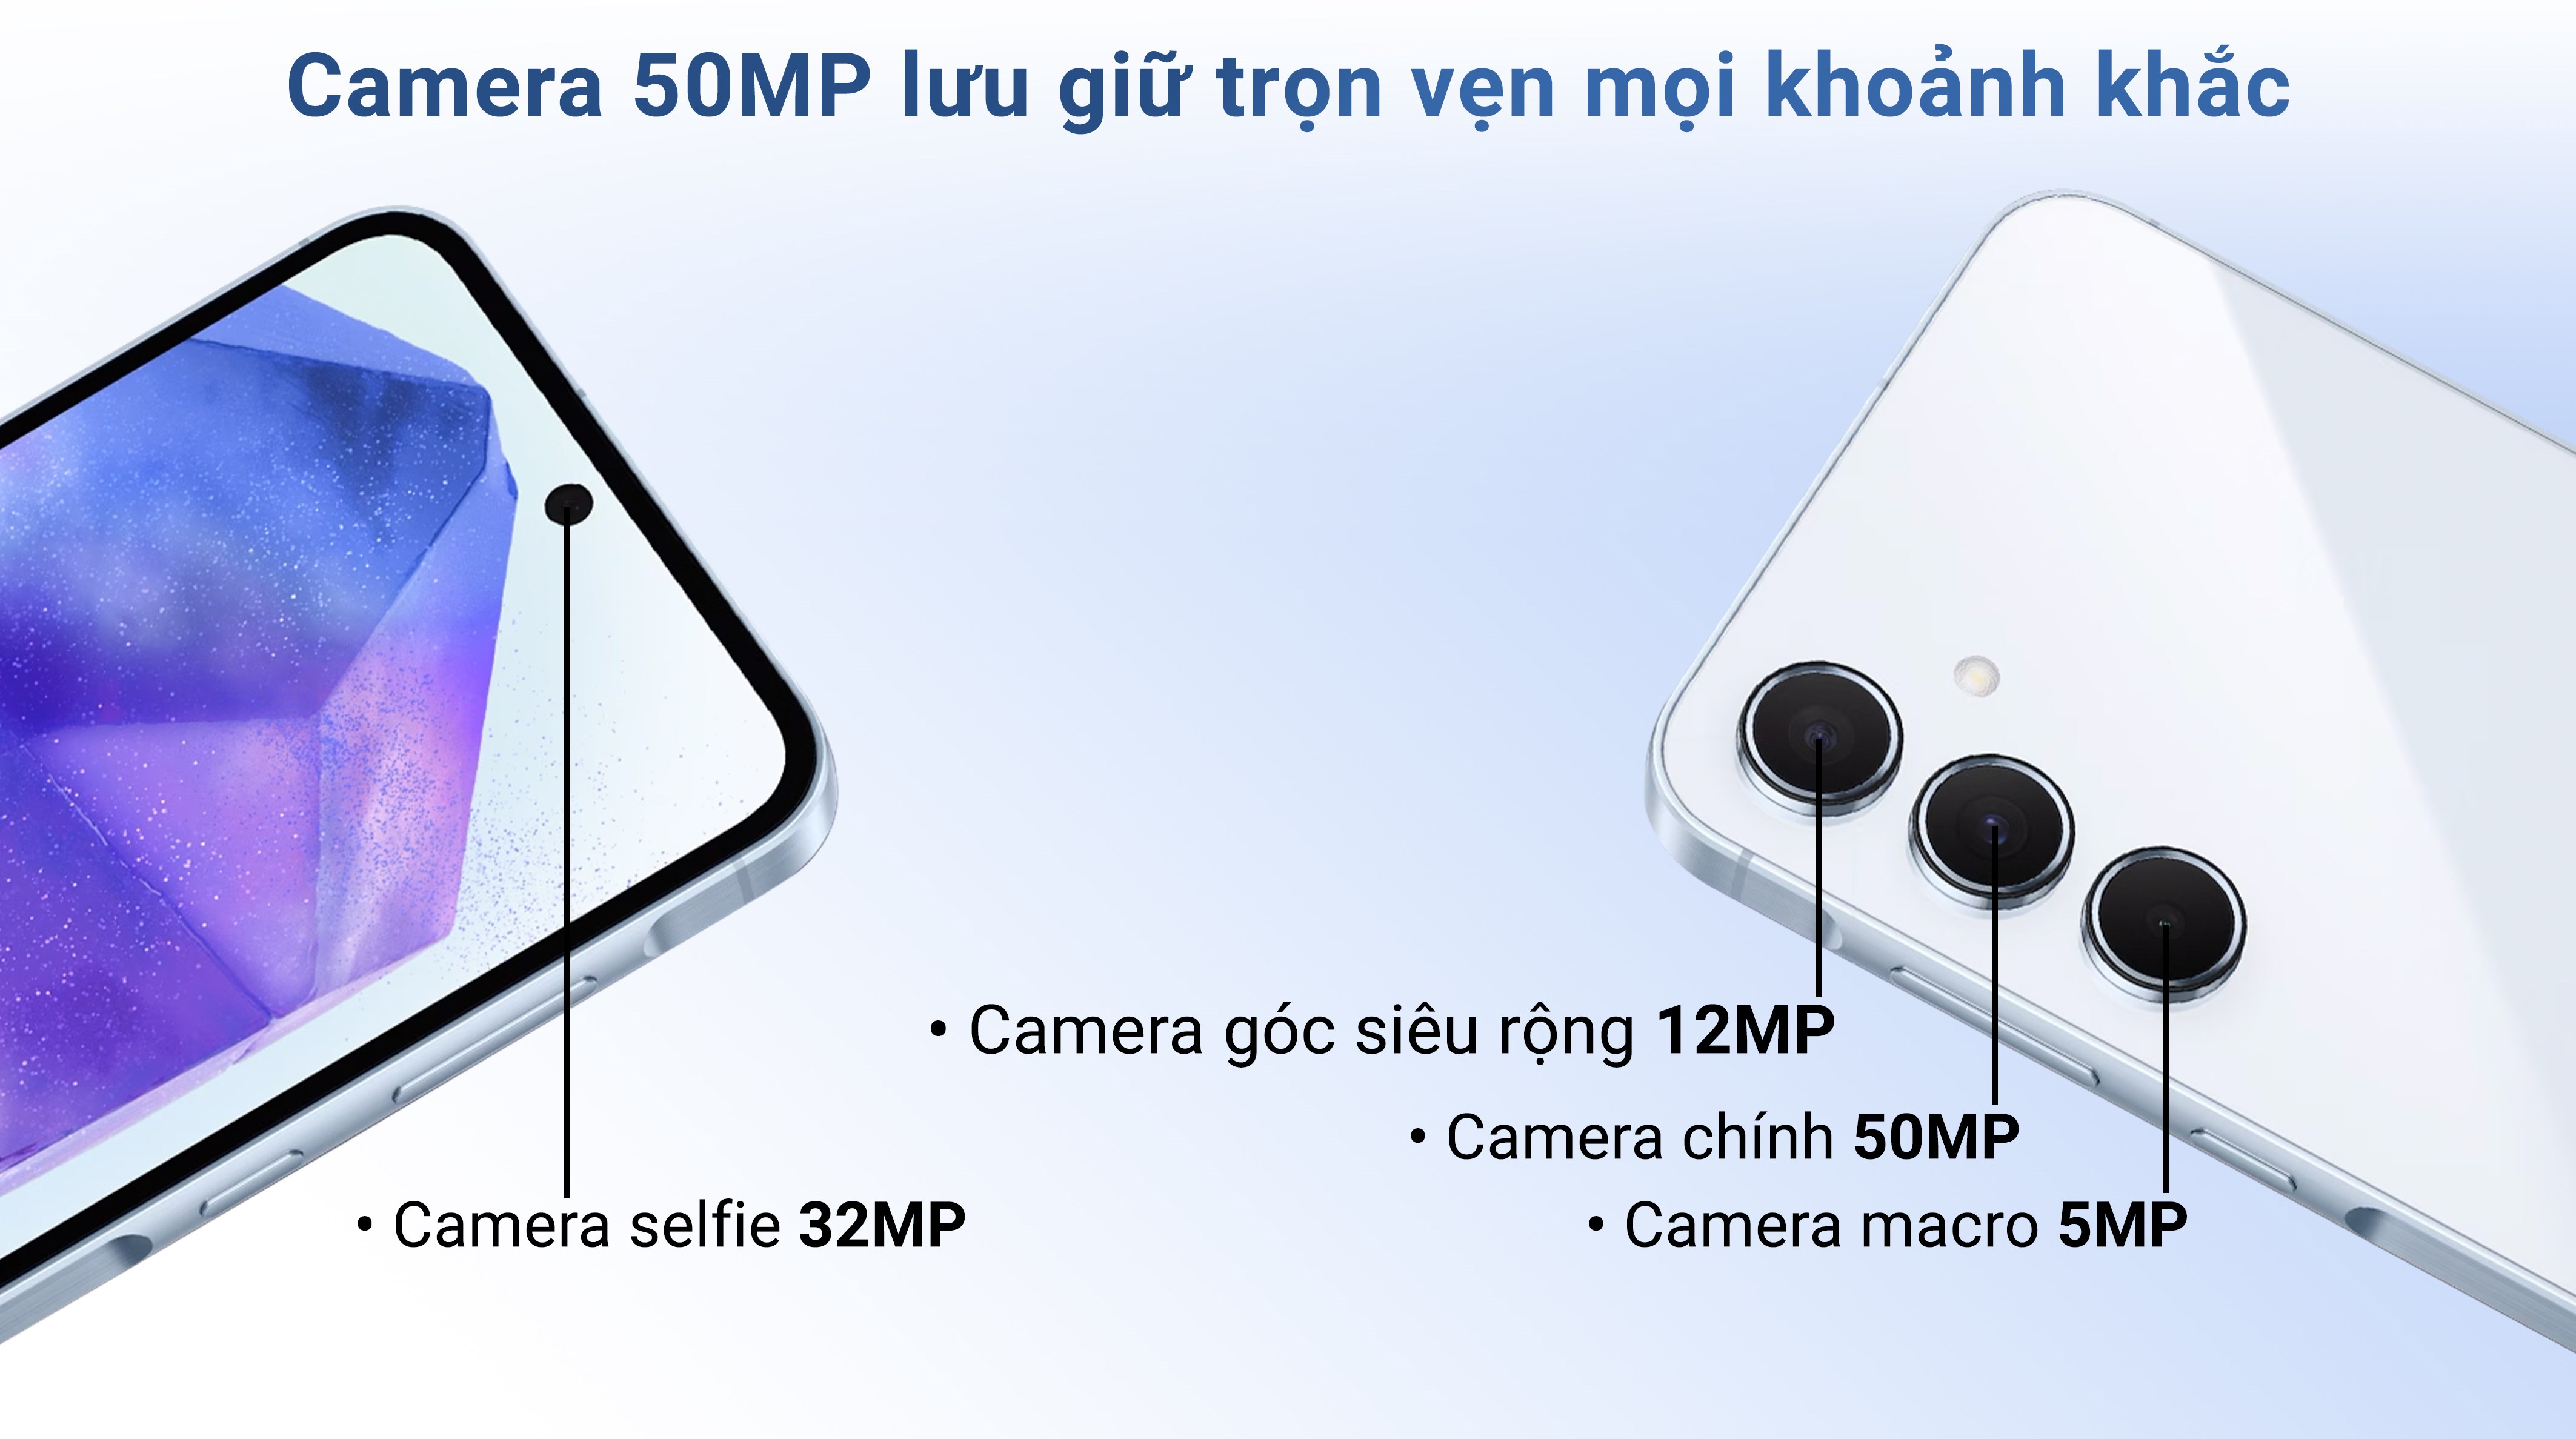 Camera 50MP lưu giữ trọn vẹn mọi khoảnh khắc
• Camera góc siêu rộng 12MP
• Camera chính 50MP
• Camera selfie 32MP
• Camera macro 5MP